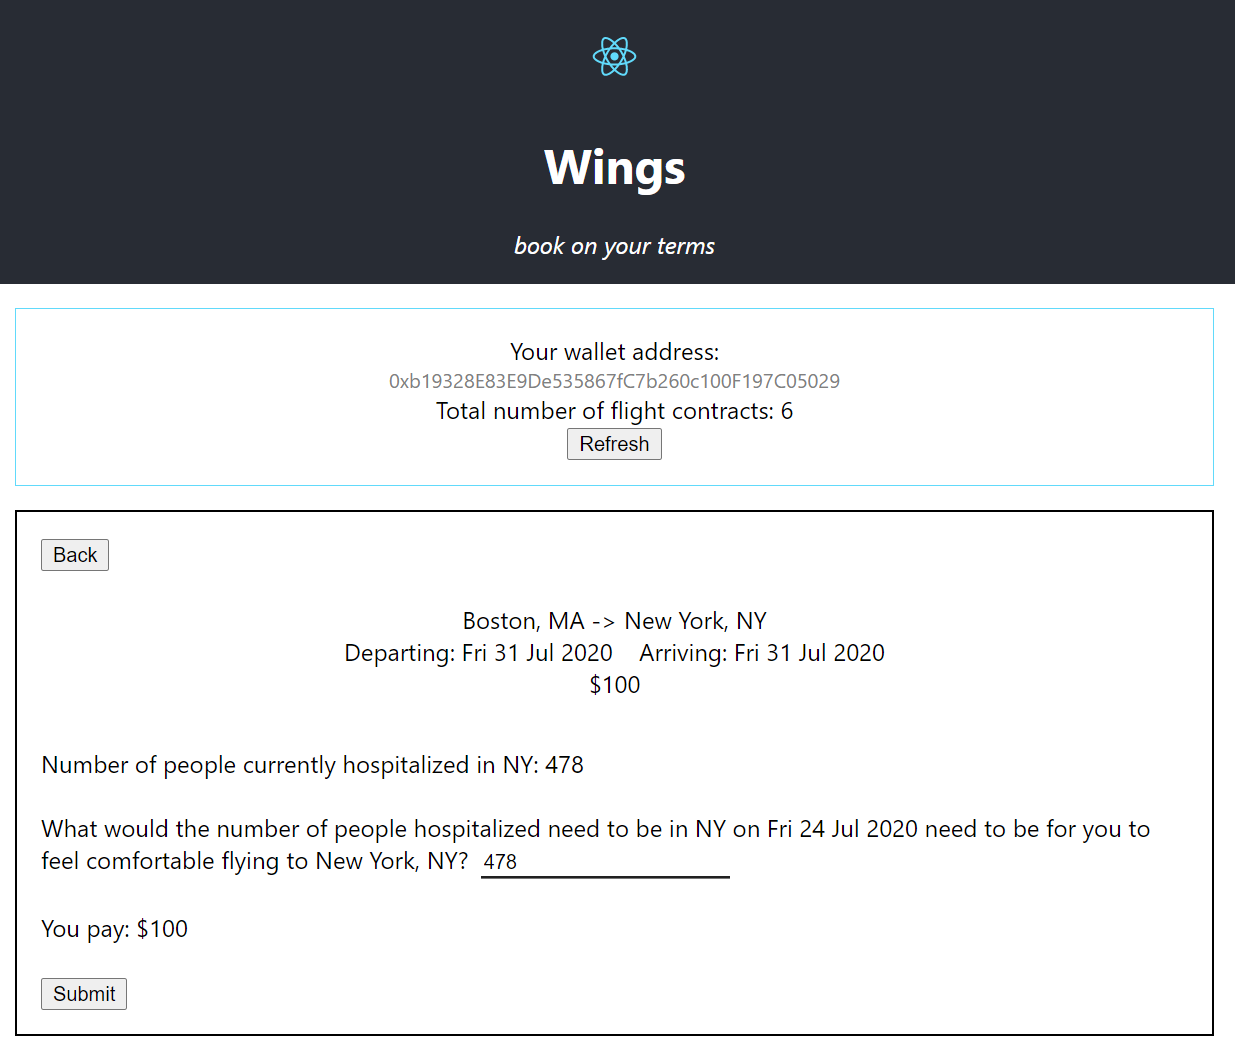 Wings
book on your terms
Your wallet address:
0xb19328E83E9De535867fC7b260c100F197C05029
Total number of flight contracts: 6
Refresh
Back
Boston, MA -> New York, NY
Departing: Fri 31 Jul 2020 Arriving: Fri 31 Jul 2020
$100
Number of people currently hospitalized in NY: 478
What would the number of people hospitalized need to be in NY on Fri 24 Jul 2020 need to be for you to
feel comfortable flying to New York, NY? 478
You pay: $100
Submit